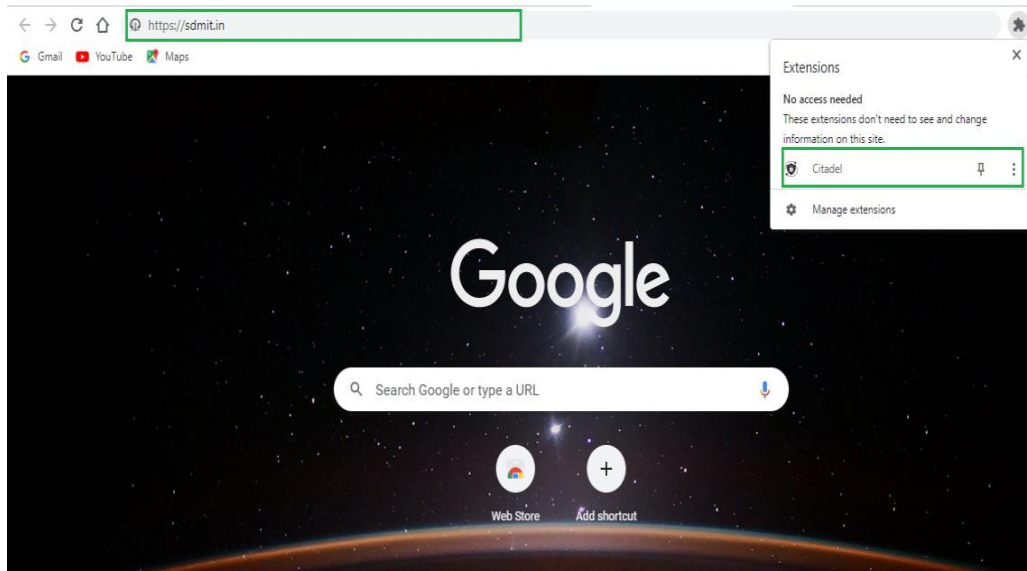 https://sdmit.in
Gmail YouTube Maps
Extensions
No access needed
These extensions don't need to see and change
information on this site.
Citadel
Manage extensions
Google
Search Google or type a URL
Web Store Add shortcut